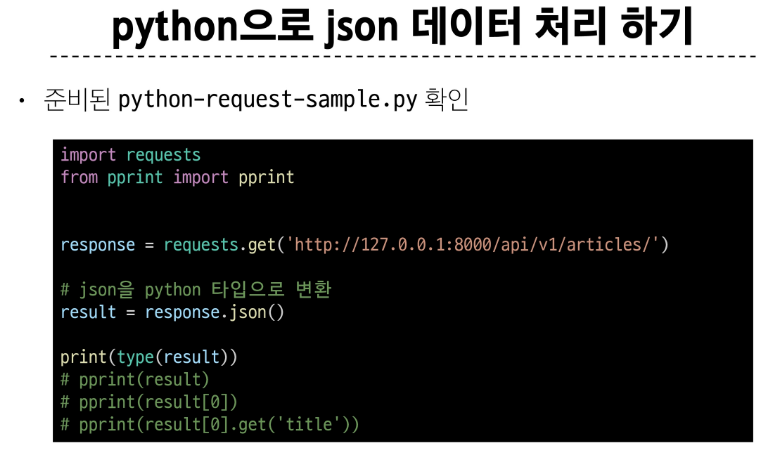 python으로 json 데이터 처리 하기
• 준비된 python-request-sample.py 확인
import requests
from pprint import pprint
response = requests.get('http://127.0.0.1:8000/api/v1/articles/')
# json을 python 타입으로 변환
result = response.json()
print(type(result))
# pprint(result)
# pprint(result[0])
# pprint(result[0].get('title'))